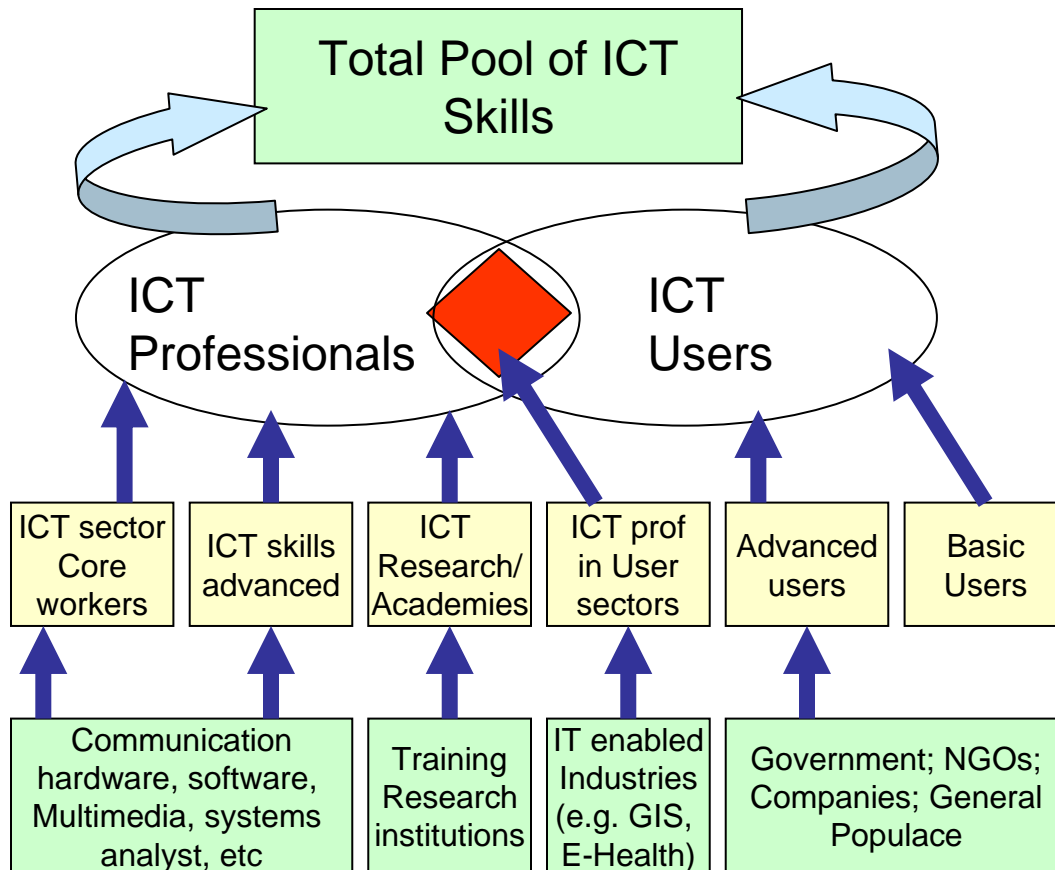 Total Pool of ICT
Skills
ICT
Professionals
ICT
Users
ICT sector
Core
workers
ICT skills
advanced
ICT
Research/
Academies
ICT prof
in User
sectors
Advanced
users
Basic
Users
Communication
hardware, software,
Multimedia, systems
analyst, etc
Training
Research
institutions
IT enabled
Industries
(e.g. GIS,
E-Health)
Government; NGOs;
Companies; General
Populace